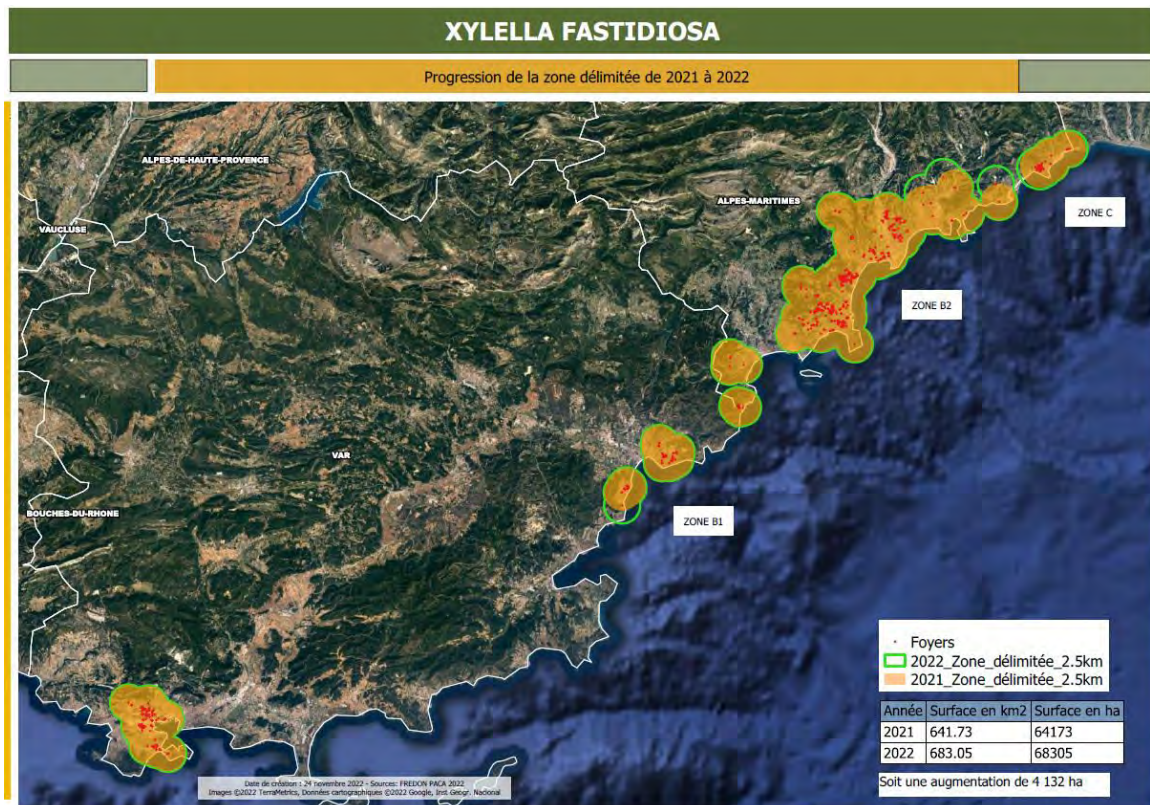 XYLELLA FASTIDIOSA
Progression de la zone délimitée de 2021 à 2022
ALPES-DE-HAUTE-PROVENCE
VAUCLUSE
ALPES-MARITIMES
ZONE C
ZONE B2
VAR
BOUCHES-DU-RHONE
ZONE B1
Foyers
2022_Zone_délimitée_2.5km
2021_Zone_délimitée_2.5km
Année Surface en km2 Surface en ha
2021 641.73 64173
2022 683.05 68305
Soit une augmentation de 4 132 ha
Date de création : 24 novembre 2022 - Sources: FREDON PACA 2022
Images ©2022 TerraMetrics, Données cartographiques ©2022 Google, Inst. Geogr. Nacional